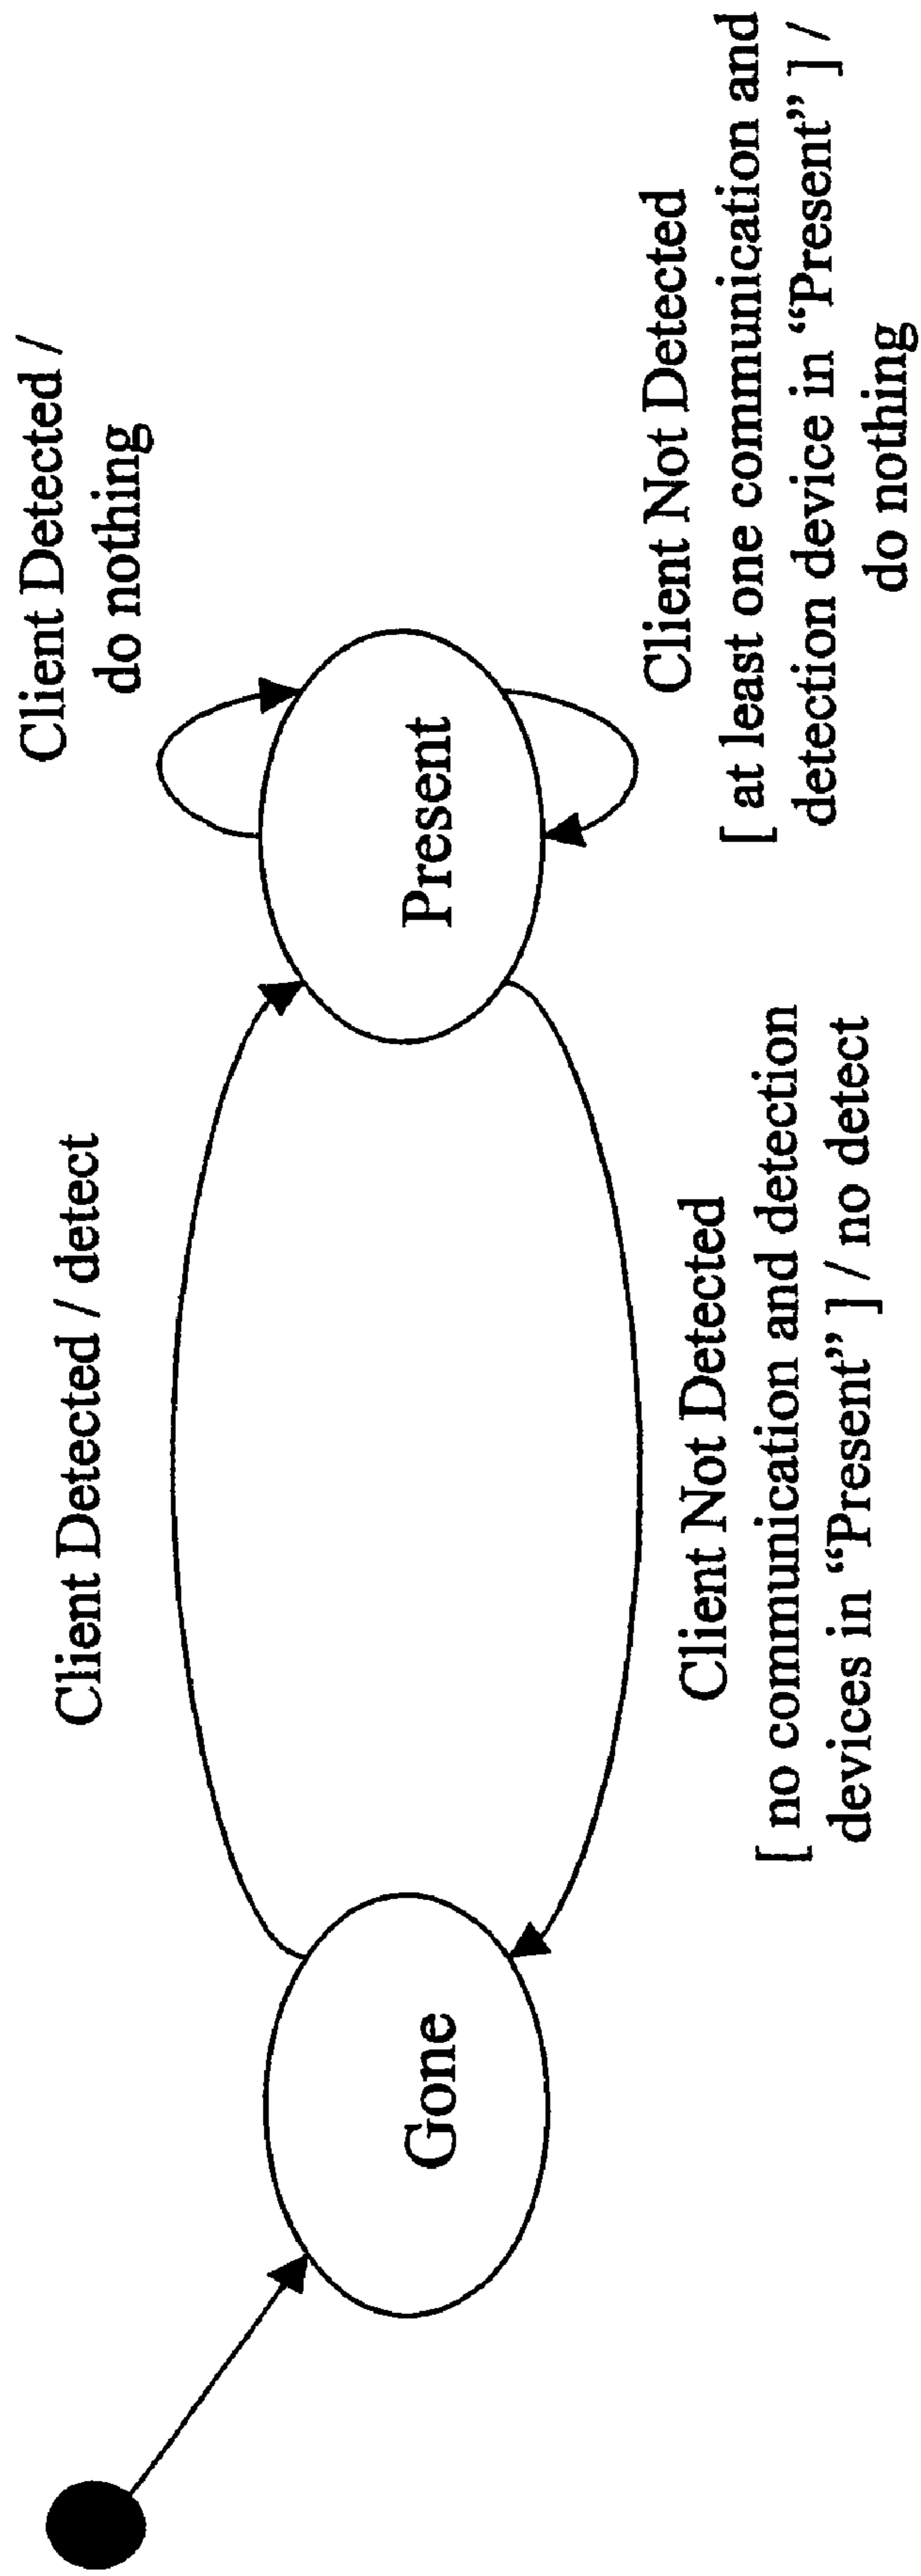 Client Detected / detect
Client Detected /
do nothing
Gone
Present
Client Not Detected
[ no communication and detection
devices in “Present” ] / no detect
Client Not Detected
[ at least one communication and
detection device in “Present” ] /
do nothing